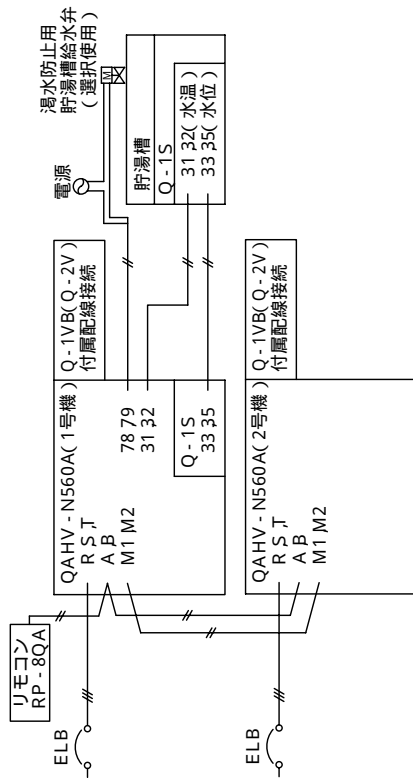 リモコン
RP-8QA
ELB
QAHV-N560A(1号機)
R,S,T
A,B
M1,M2
78 79
31,32
Q-1S
33,35
Q-1VB(Q-2V)
付属配線接続
電源
渇水防止用
貯湯槽給水弁
(選択使用)
M
貯湯槽
Q-1S
31,32(水温)
33,35(水位)
ELB
QAHV-N560A(2号機)
R,S,T
A,B
M1,M2
Q-1VB(Q-2V)
付属配線接続